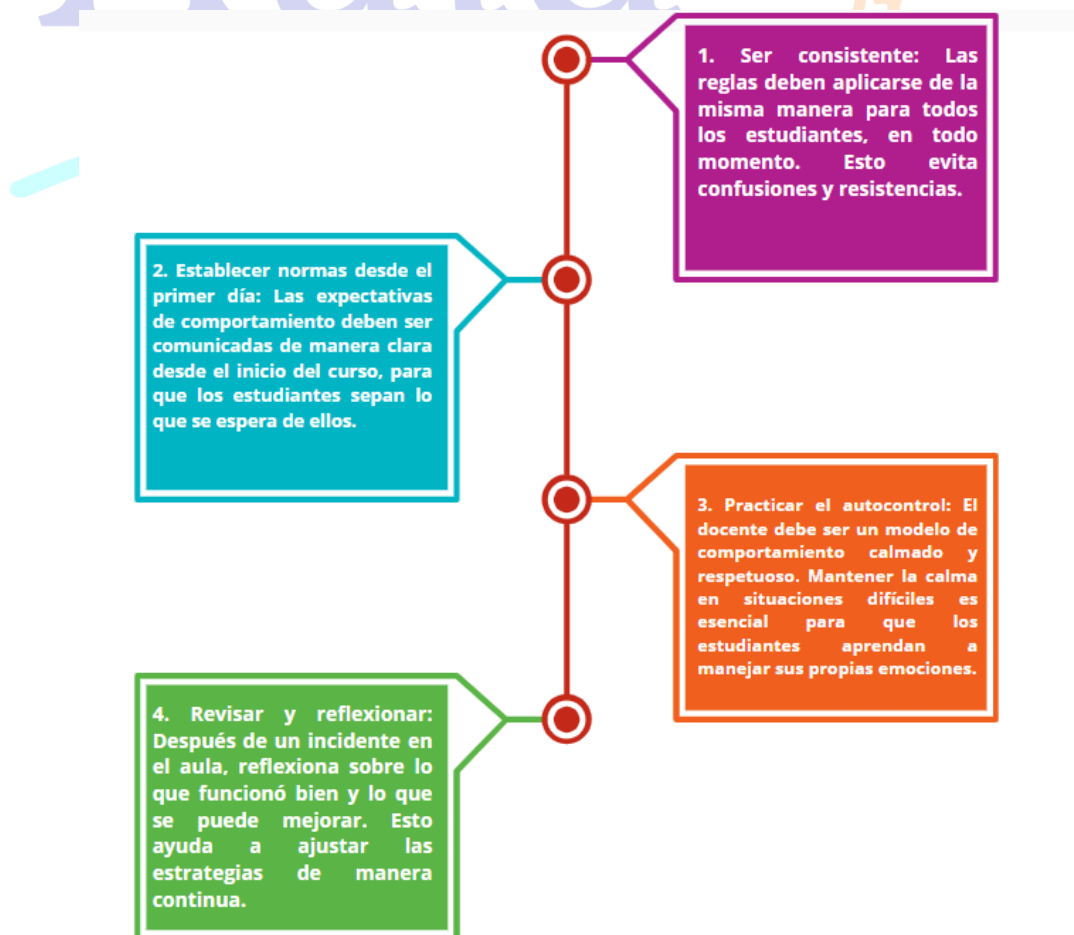 1. Ser consistente: Las
reglas deben aplicarse de la
misma manera para todos
los estudiantes, en todo
momento. Esto evita
confusiones y resistencias.
2. Establecer normas desde el
primer día: Las expectativas
de comportamiento deben ser
comunicadas de manera clara
desde el inicio del curso, para
que los estudiantes sepan lo
que se espera de ellos.
3. Practicar el autocontrol: El
docente debe ser un modelo de
comportamiento calmado y
respetuoso. Mantener la calma
en situaciones difíciles es
esencial para que los
estudiantes aprendan a
manejar sus propias emociones.
4. Revisar y reflexionar:
Después de un incidente en
el aula, reflexiona sobre lo
que funcionó bien y lo que
se puede mejorar. Esto
ayuda a ajustar las
estrategias de manera
continua.